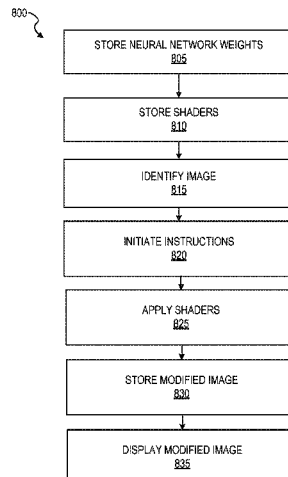 800
STORE NEURAL NETWORK WEIGHTS
805
STORE SHADERS
810
IDENTIFY IMAGE
815
INITIATE INSTRUCTIONS
820
APPLY SHADERS
825
STORE MODIFIED IMAGE
830
DISPLAY MODIFIED IMAGE
835